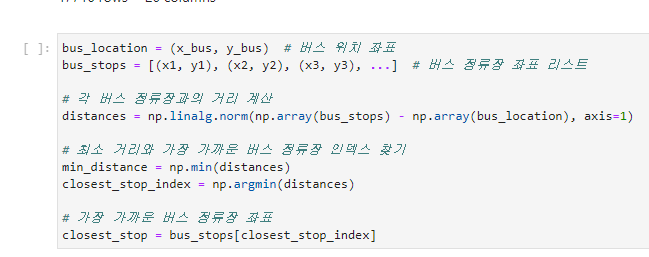 [ ]: bus_location = (x_bus, y_bus)  # 버스 위치 좌표
bus_stops = [(x1, y1), (x2, y2), (x3, y3), ...]  # 버스 정류장 좌표 리스트
# 각 버스 정류장과의 거리 계산
distances = np.linalg.norm(np.array(bus_stops) - np.array(bus_location), axis=1)
# 최소 거리와 가장 가까운 버스 정류장 인덱스 찾기
min_distance = np.min(distances)
closest_stop_index = np.argmin(distances)
# 가장 가까운 버스 정류장 좌표
closest_stop = bus_stops[closest_stop_index]